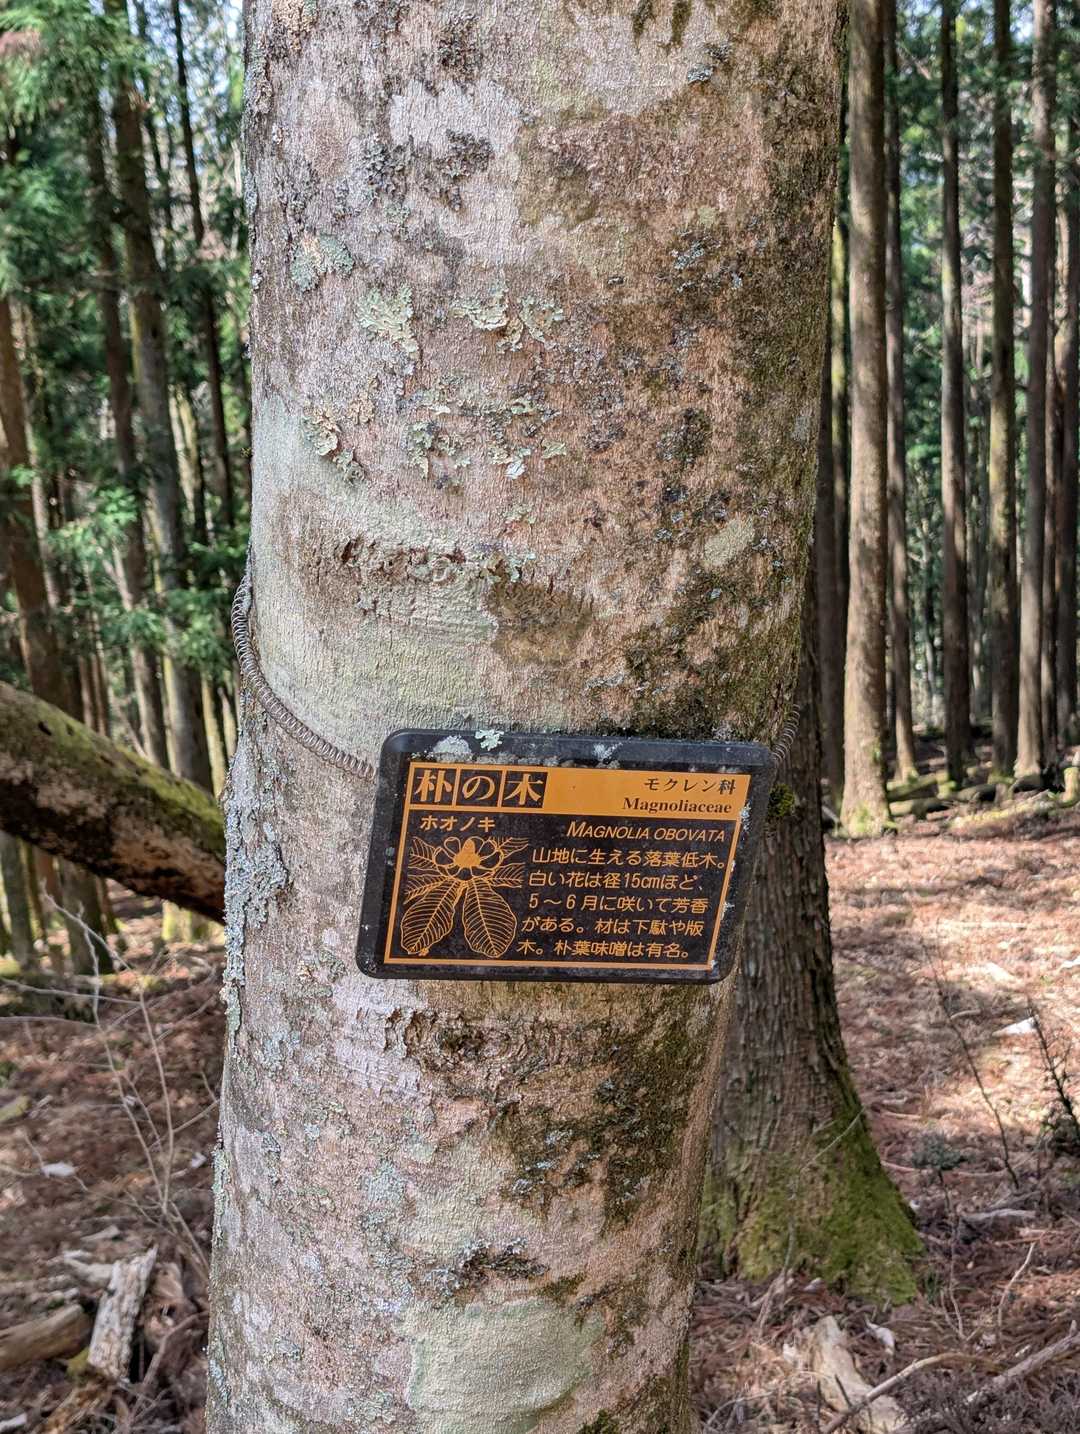 朴の木
モクレン科
Magnoliaceae
ホオノキ
MAGNOLIA OBOVATA
山地に生える落葉低木。
白い花は径15cmほど、
5〜6月に咲いて芳香
がある。材は下駄や版
木。朴葉味噌は有名。